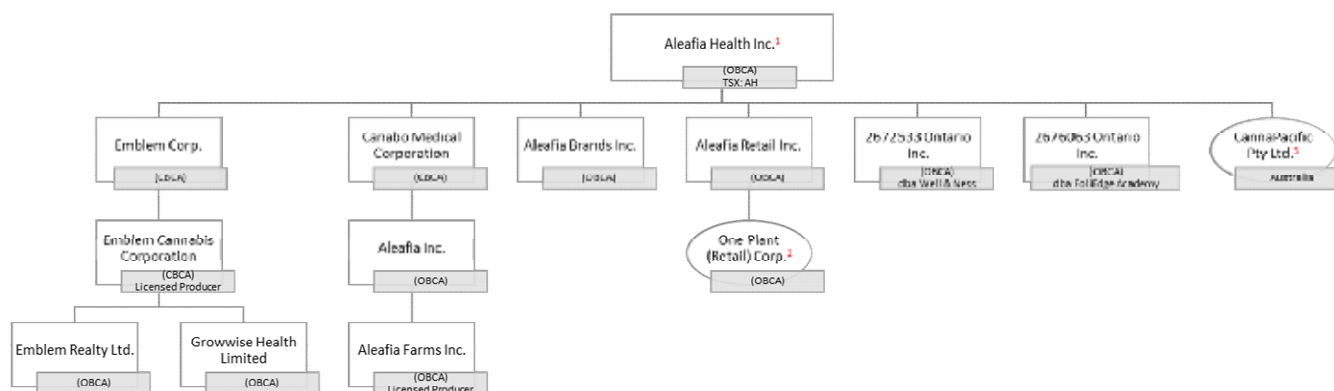 Aleafia Health Inc.1
(OBCA)
TSX: AH
Emblem Corp.
(CBCA)
Canabo Medical
Corporation
(CBCA)
Aleafia Brands Inc.
(OBCA)
Aleafia Retail Inc.
(OBCA)
2672533 Ontario
Inc.
(OBCA)
dba Well & Ness
2676063 Ontario
Inc.
(OBCA)
dba FoliEdge Academy
CannaPacific
Pty Ltd.3
Australia
Emblem Cannabis
Corporation
(CBCA)
Licensed Producer
Aleafia Inc.
(OBCA)
One Plant
(Retail) Corp.2
(OBCA)
Emblem Realty Ltd.
(OBCA)
Growwise Health
Limited
(OBCA)
Aleafia Farms Inc.
(OBCA)
Licensed Producer